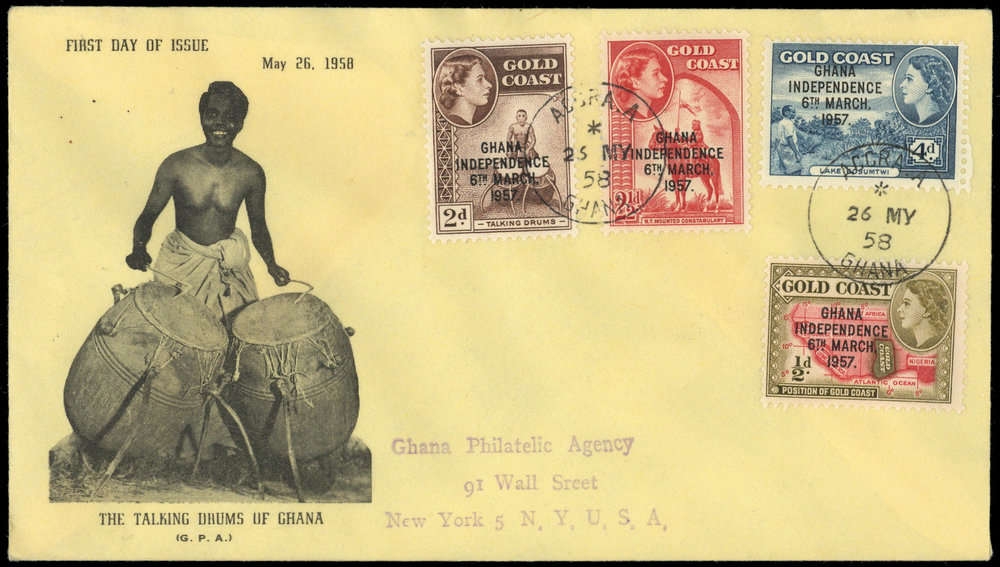 FIRST DAY OF ISSUE
May 26, 1958
GOLD
COAST
GHANA
INDEPENDENCE
6TH MARCH,
1957
2d
TALKING DRUMS
GOLD
COAST
GHANA
INDEPENDENCE
6TH MARCH,
1957.
2½d
N.T. MOUNTED CONSTABULARY
ACCRA. A
26 MY
58
GHANA
GOLD COAST
GHANA
INDEPENDENCE
6TH MARCH,
1957.
4d
LAKE BOSUMTWI
ACCRA. A
26 MY
58
GHANA
GOLD COAST
GHANA
INDEPENDENCE
6TH MARCH,
1957.
AFRICA
GOLD COAST
NIGERIA
ATLANTIC OCEAN
½d
POSITION OF GOLD COAST
Ghana Philatelic Agency
91 Wall Sreet
New York 5 N. Y. U. S. A.
THE TALKING DRUMS OF GHANA
(G. P. A.)